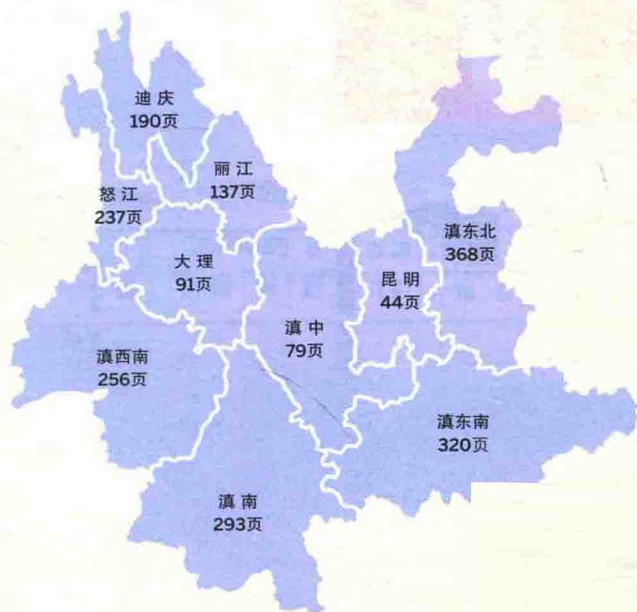 迪庆
190页
丽江
137页
怒江
237页
滇东北
368页
大理
91页
昆明
44页
滇中
79页
滇西南
256页
滇东南
320页
滇南
293页